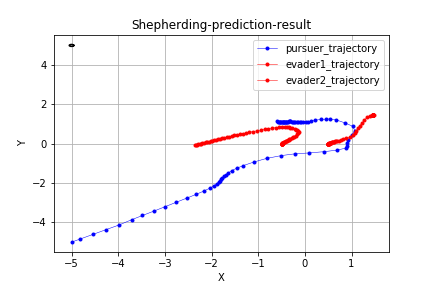 Shepherding-prediction-result
pursuer_trajectory
evader1_trajectory
evader2_trajectory
Y
4
2
0
−2
−4
−5
−4
−3
−2
−1
0
1
X